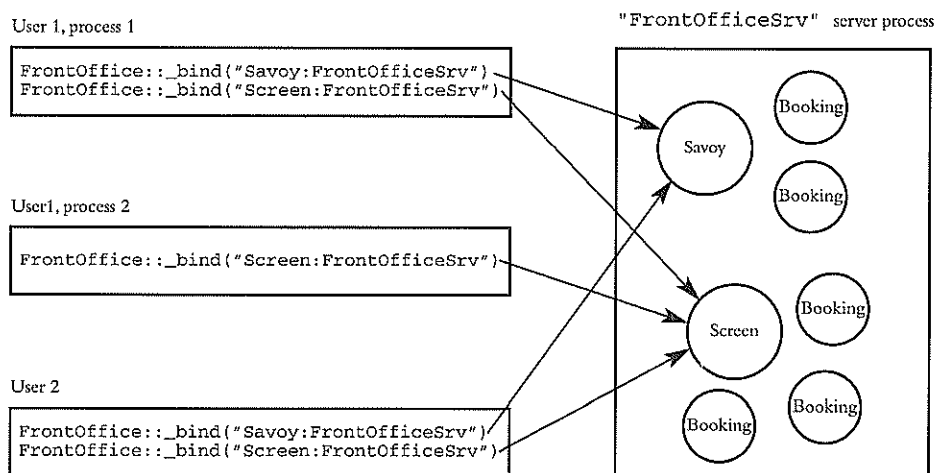 User 1, process 1
FrontOffice::_bind("Savoy:FrontOfficeSrv")
FrontOffice::_bind("Screen:FrontOfficeSrv")
User1, process 2
FrontOffice::_bind("Screen:FrontOfficeSrv")
User 2
FrontOffice::_bind("Savoy:FrontOfficeSrv")
FrontOffice::_bind("Screen:FrontOfficeSrv")
"FrontOfficeSrv" server process
Booking
Savoy
Booking
Booking
Screen
Booking
Booking